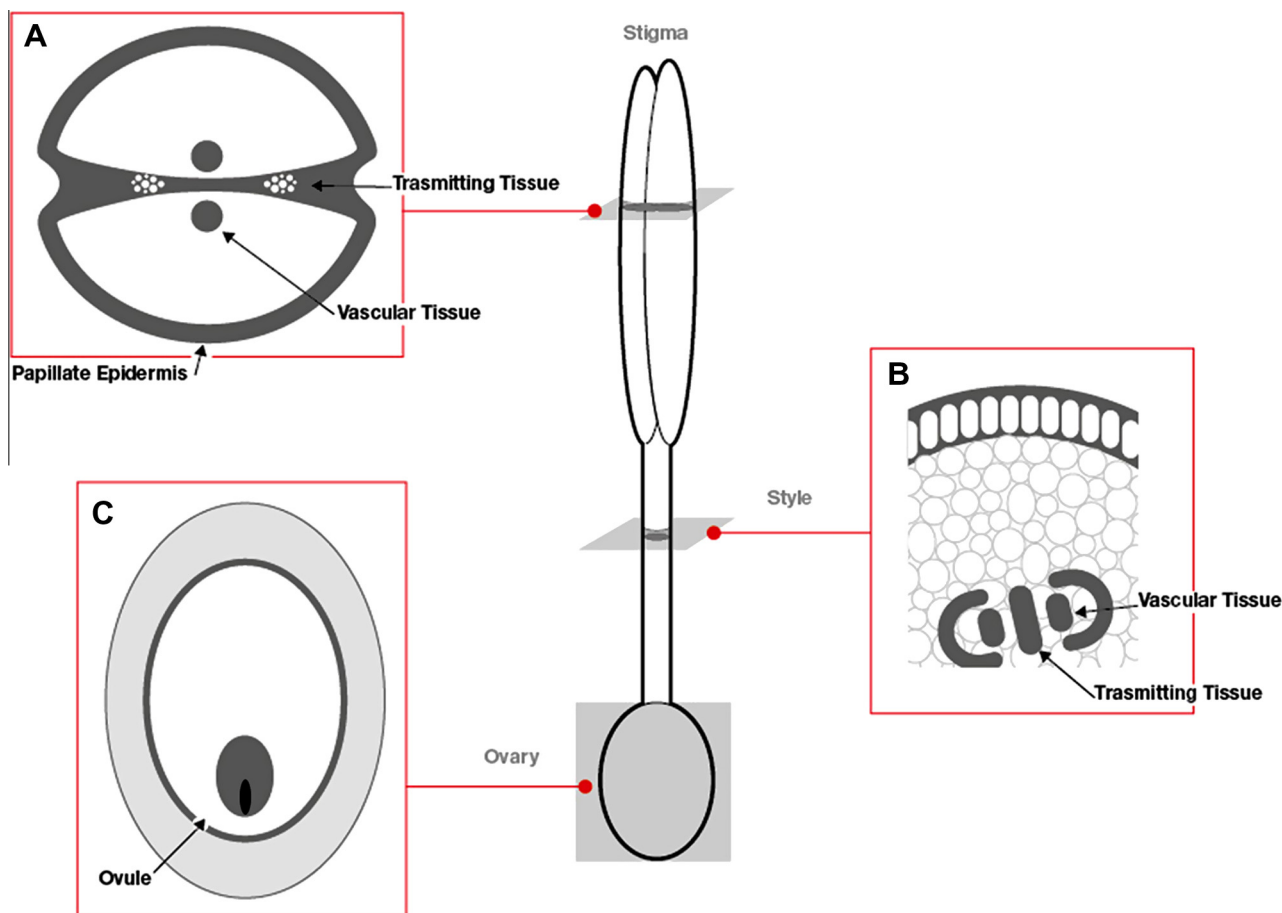 A
Stigma
Trasmitting Tissue
Vascular Tissue
Papillate Epidermis
B
Style
Vascular Tissue
Trasmitting Tissue
C
Ovary
Ovule